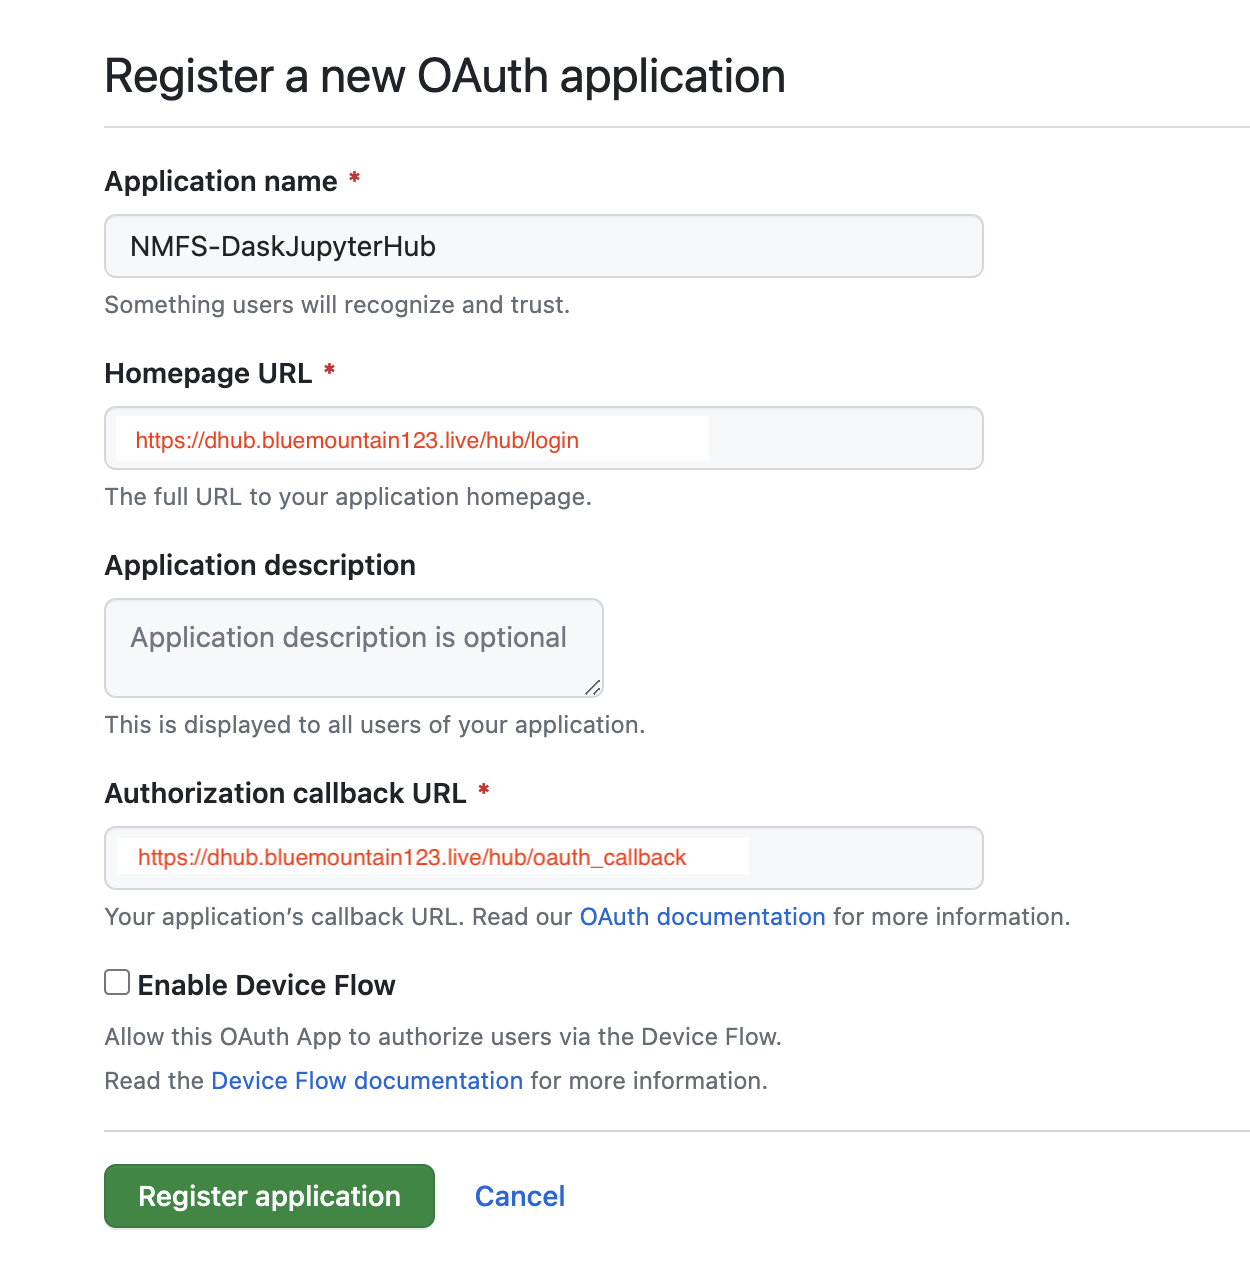 Register a new OAuth application
Application name *
NMFS-DaskJupyterHub
Something users will recognize and trust.
Homepage URL *
https://dhub.bluemountain123.live/hub/login
The full URL to your application homepage.
Application description
Application description is optional
This is displayed to all users of your application.
Authorization callback URL *
https://dhub.bluemountain123.live/hub/oauth_callback
Your application’s callback URL. Read our OAuth documentation for more information.
Enable Device Flow
Allow this OAuth App to authorize users via the Device Flow.
Read the Device Flow documentation for more information.
Register application Cancel